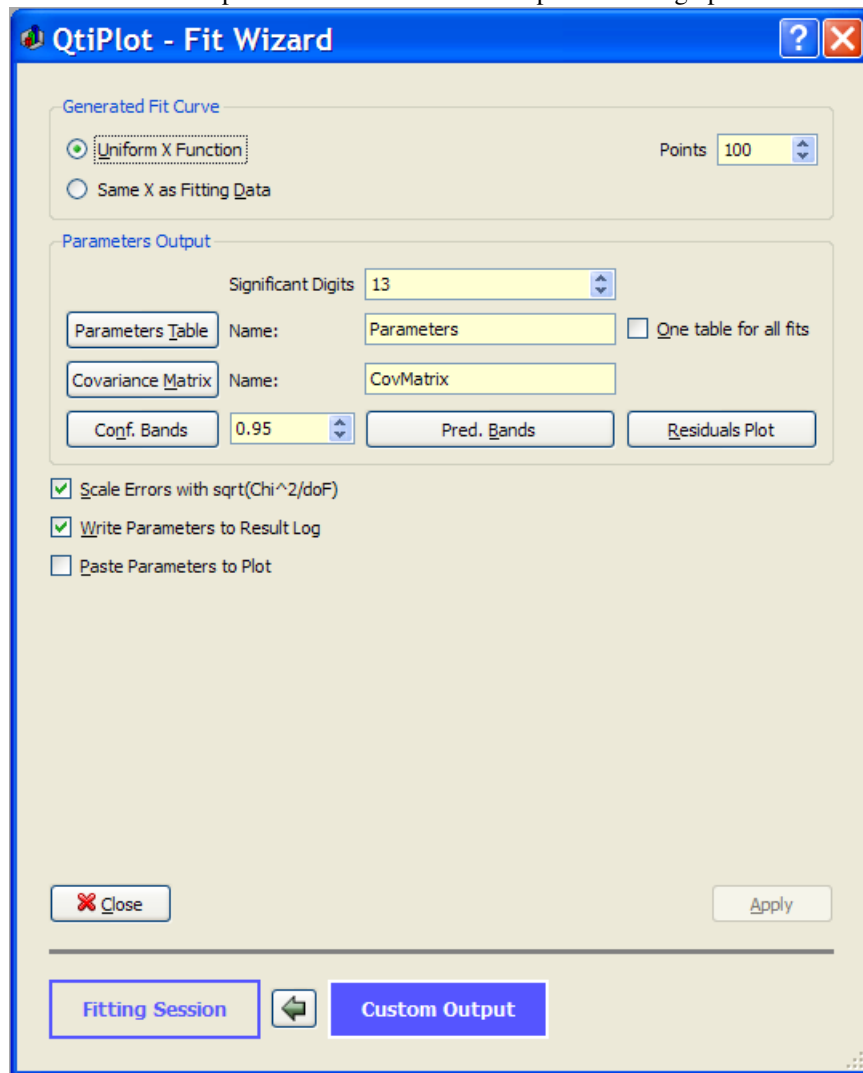 QtiPlot - Fit Wizard
Generated Fit Curve
Uniform X Function Points 100
Same X as Fitting Data
Parameters Output
Significant Digits 13
Parameters Table Name: Parameters One table for all fits
Covariance Matrix Name: CovMatrix
Conf. Bands 0.95 Pred. Bands Residuals Plot
Scale Errors with sqrt(Chi^2/doF)
Write Parameters to Result Log
Paste Parameters to Plot
Close Apply
Fitting Session Custom Output